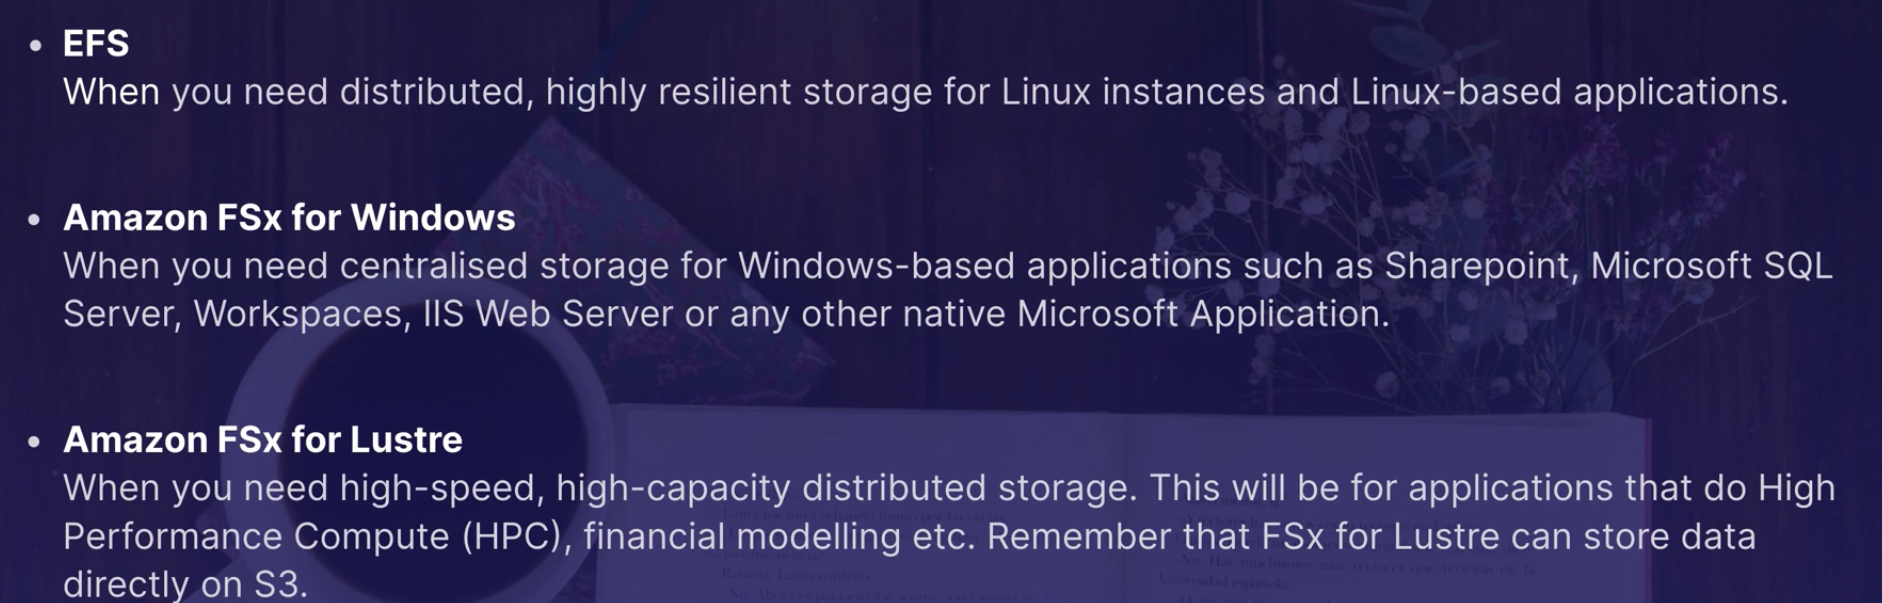 • EFS
When you need distributed, highly resilient storage for Linux instances and Linux-based applications.
• Amazon FSx for Windows
When you need centralised storage for Windows-based applications such as Sharepoint, Microsoft SQL
Server, Workspaces, IIS Web Server or any other native Microsoft Application.
• Amazon FSx for Lustre
When you need high-speed, high-capacity distributed storage. This will be for applications that do High
Performance Compute (HPC), financial modelling etc. Remember that FSx for Lustre can store data
directly on S3.